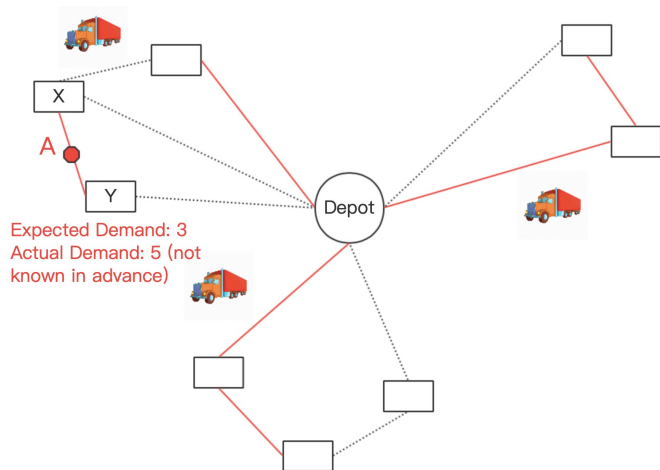 X
A
Y
Depot
Expected Demand: 3
Actual Demand: 5 (not
known in advance)